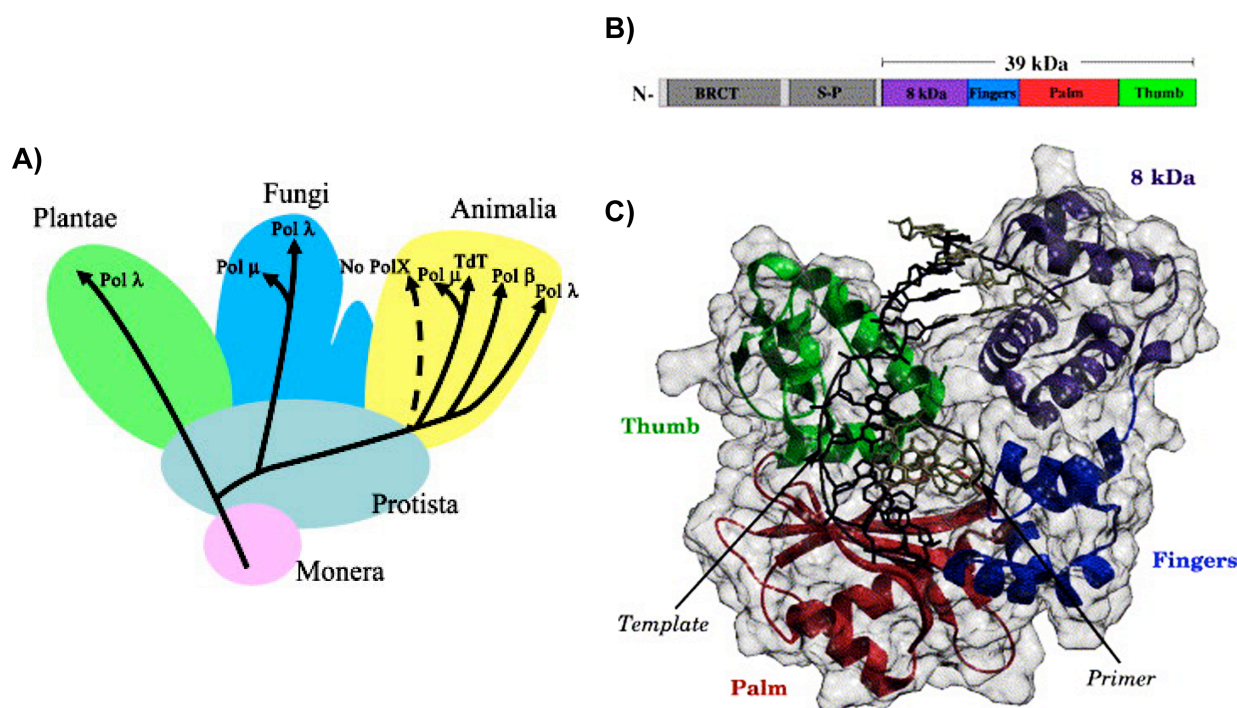 A)
Plantae
Fungi
Animalia
Pol λ
Pol μ
Pol λ
No PolX
Pol μ
TdT
Pol β
Pol λ
Protista
Monera
B)
39 kDa
N-
BRCT
S-P
8 kDa
Fingers
Palm
Thumb
C)
8 kDa
Thumb
Fingers
Template
Primer
Palm